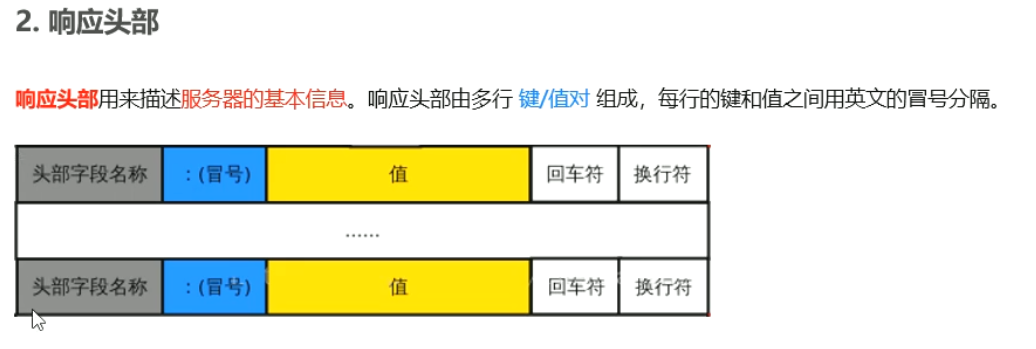 2. 响应头部
响应头部用来描述服务器的基本信息。响应头部由多行 键/值对 组成，每行的键和值之间用英文的冒号分隔。
头部字段名称 : (冒号) 值 回车符 换行符
......
头部字段名称 : (冒号) 值 回车符 换行符